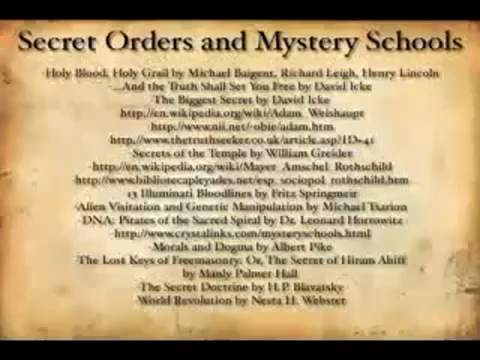 Secret Orders and Mystery Schools
Holy Blood, Holy Grail by Michael Baigent, Richard Leigh, Henry Lincoln
...And the Truth Shall Set You Free by David Icke
The Biggest Secret by David Icke
http://en.wikipedia.org/wiki/Adam_Weishaupt
http://www.nii.net/~obie/adam.htm
http://www.thetruthseeker.co.uk/article.asp?ID=41
Secrets of the Temple by William Greider
http://en.wikipedia.org/wiki/Mayer_Amschel_Rothschild
http://www.bibliotecapleyades.net/esp_sociopol_rothschild.htm
13 Illuminati Bloodlines by Fritz Springmeir
Alien Visitation and Genetic Manipulation by Michael Tsarion
DNA: Pirates of the Sacred Spiral by Dr. Leonard Horrowitz
http://www.crystalinks.com/mysteryschools.html
Morals and Dogma by Albert Pike
The Lost Keys of Freemasonry: Or, The Secret of Hiram Abiff
by Manly Palmer Hall
The Secret Doctrine by H.P. Blavatsky
World Revolution by Nesta H. Webster